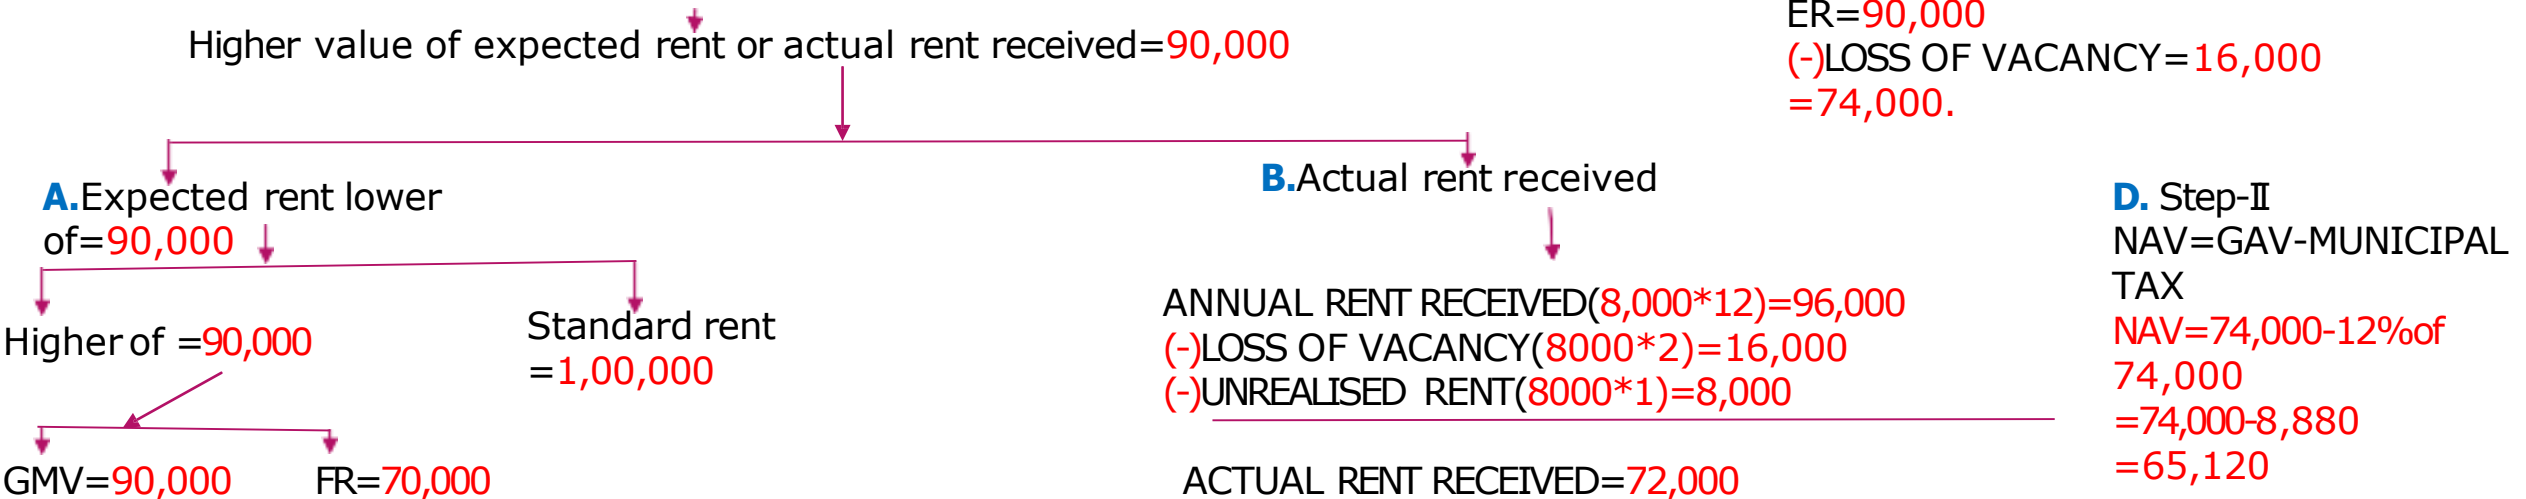 Higher value of expected rent or actual rent received=90,000
ER=90,000
(-)LOSS OF VACANCY=16,000
=74,000.
A.Expected rent lower
of=90,000
B.Actual rent received
Higher of =90,000
Standard rent
=1,00,000
GMV=90,000
FR=70,000
ANNUAL RENT RECEIVED(8,000*12)=96,000
(-)LOSS OF VACANCY(8000*2)=16,000
(-)UNREALISED RENT(8000*1)=8,000
ACTUAL RENT RECEIVED=72,000
D. Step-II
NAV=GAV-MUNICIPAL
TAX
NAV=74,000-12%of
74,000
=74,000-8,880
=65,120